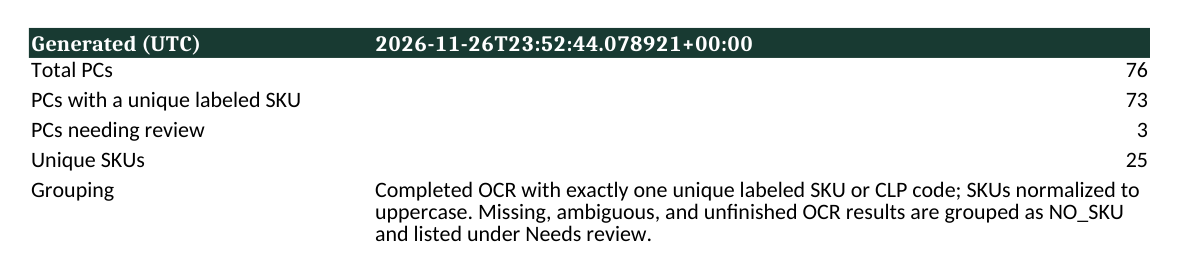 Generated (UTC) 2026-11-26T23:52:44.078921+00:00
Total PCs 76
PCs with a unique labeled SKU 73
PCs needing review 3
Unique SKUs 25
Grouping Completed OCR with exactly one unique labeled SKU or CLP code; SKUs normalized to
uppercase. Missing, ambiguous, and unfinished OCR results are grouped as NO_SKU
and listed under Needs review.